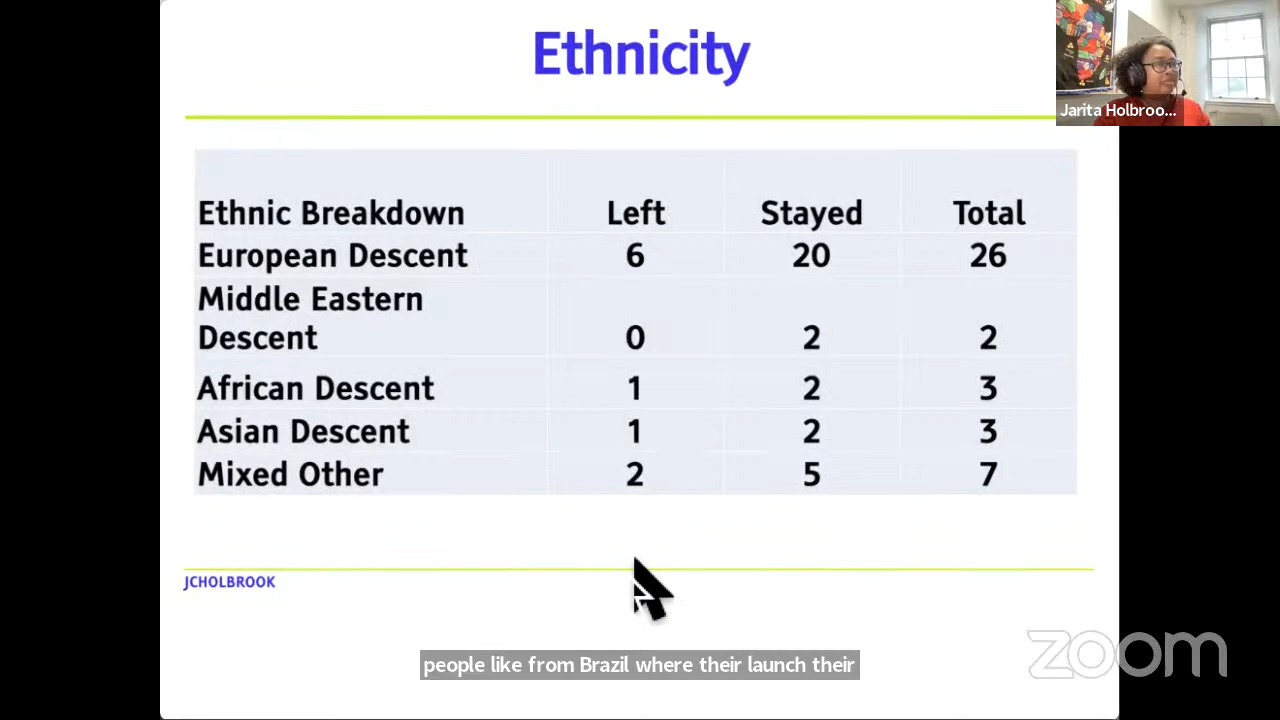 Ethnicity
Jarita Holbroo...
Ethnic Breakdown Left Stayed Total
European Descent 6 20 26
Middle Eastern
Descent 0 2 2
African Descent 1 2 3
Asian Descent 1 2 3
Mixed Other 2 5 7
JCHOLBROOK
people like from Brazil where their launch their
zoom